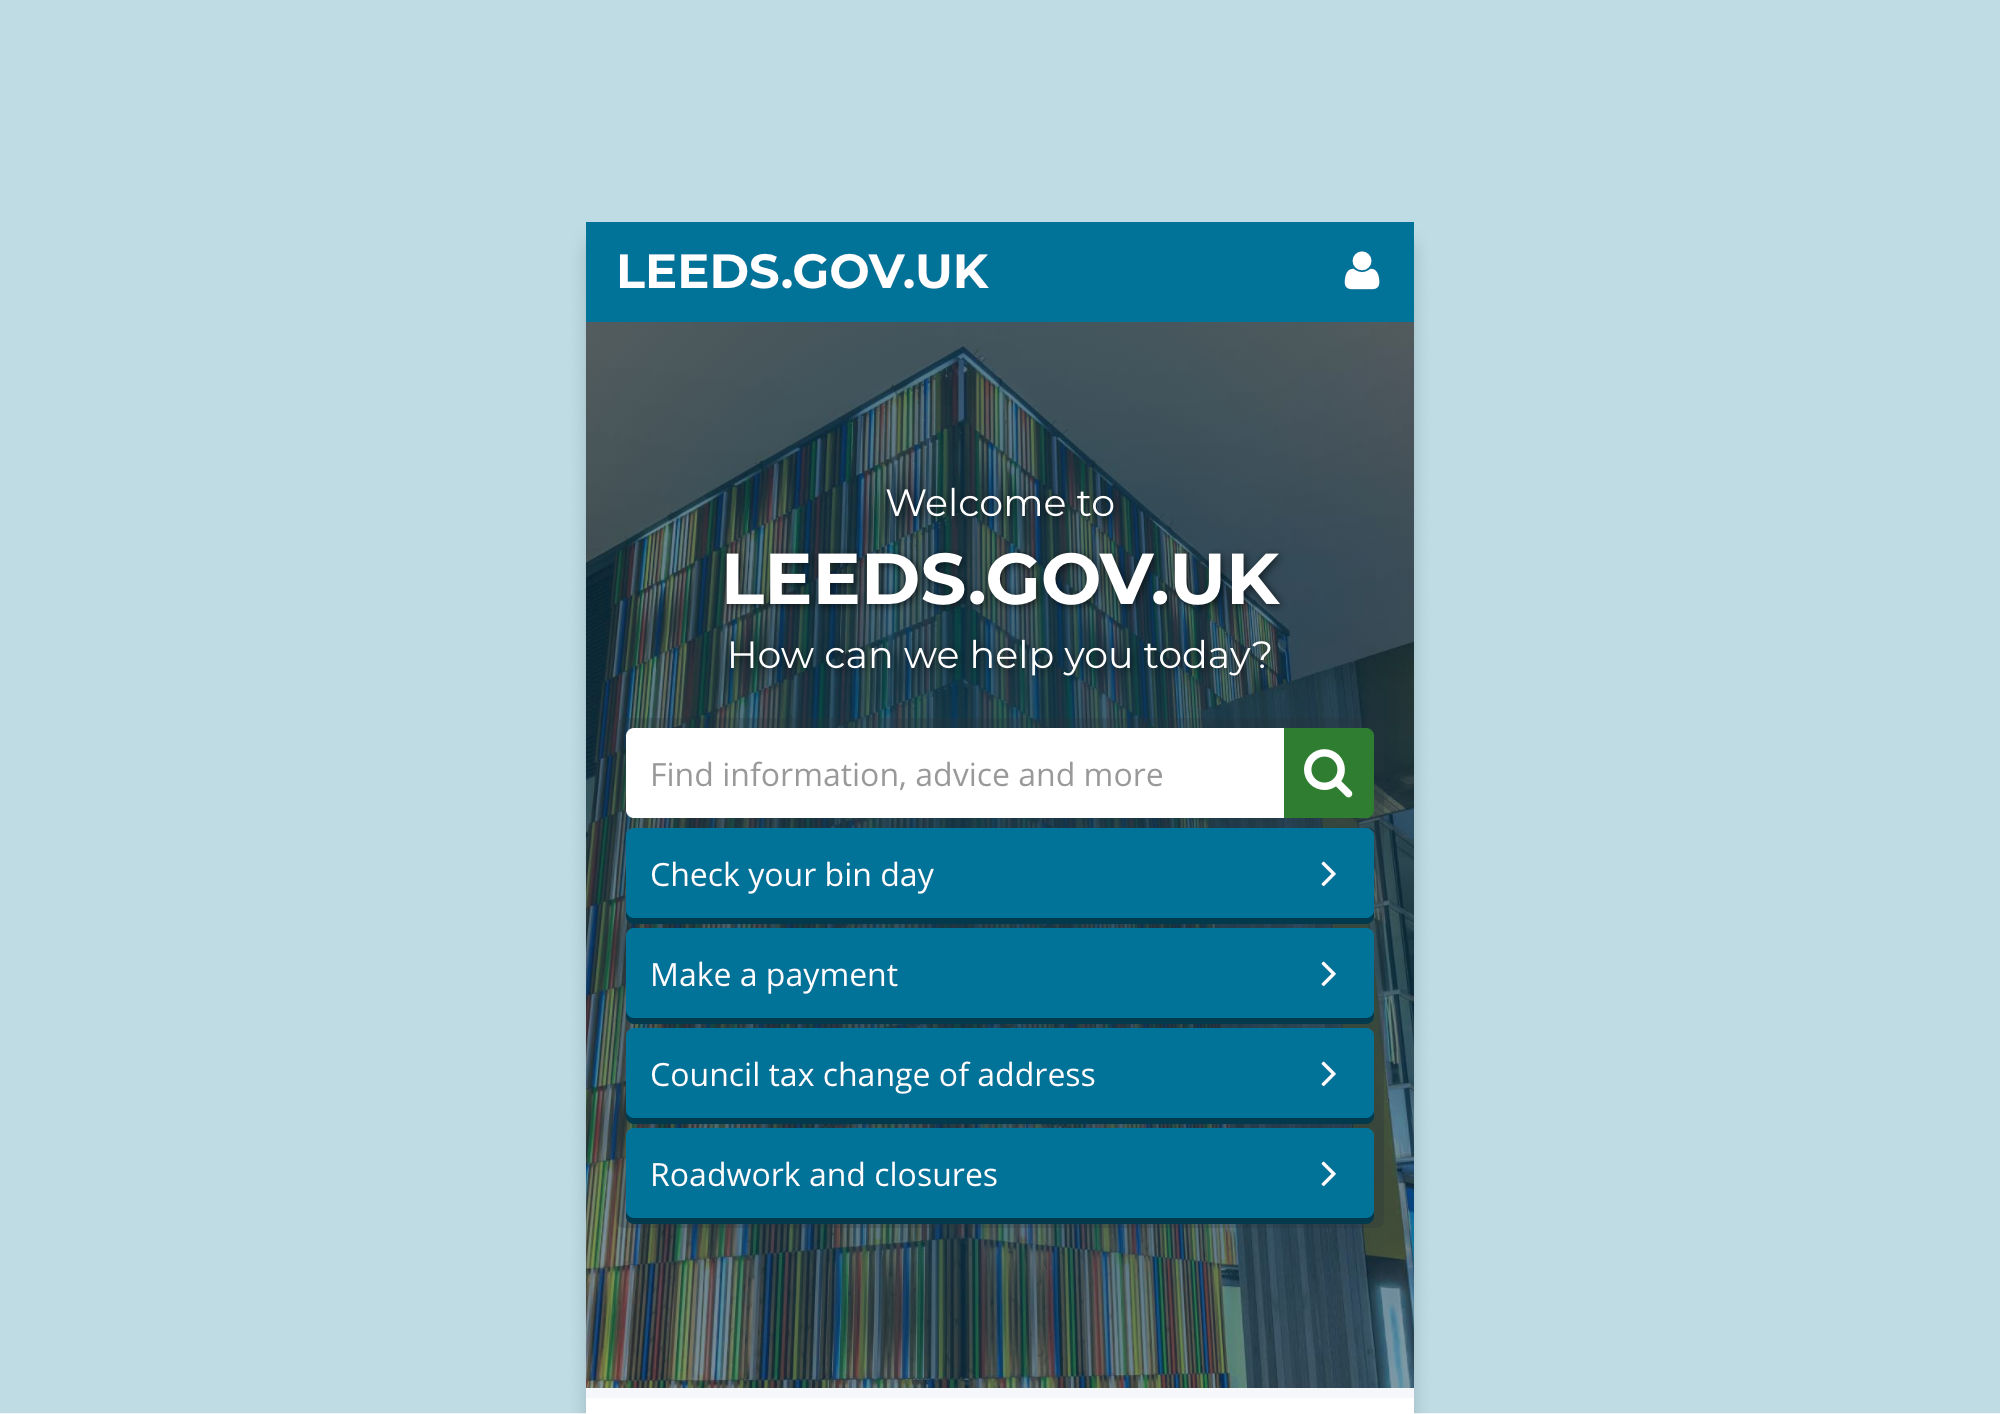 LEEDS.GOV.UK
Welcome to
LEEDS.GOV.UK
How can we help you today?
Find information, advice and more
Check your bin day
Make a payment
Council tax change of address
Roadwork and closures